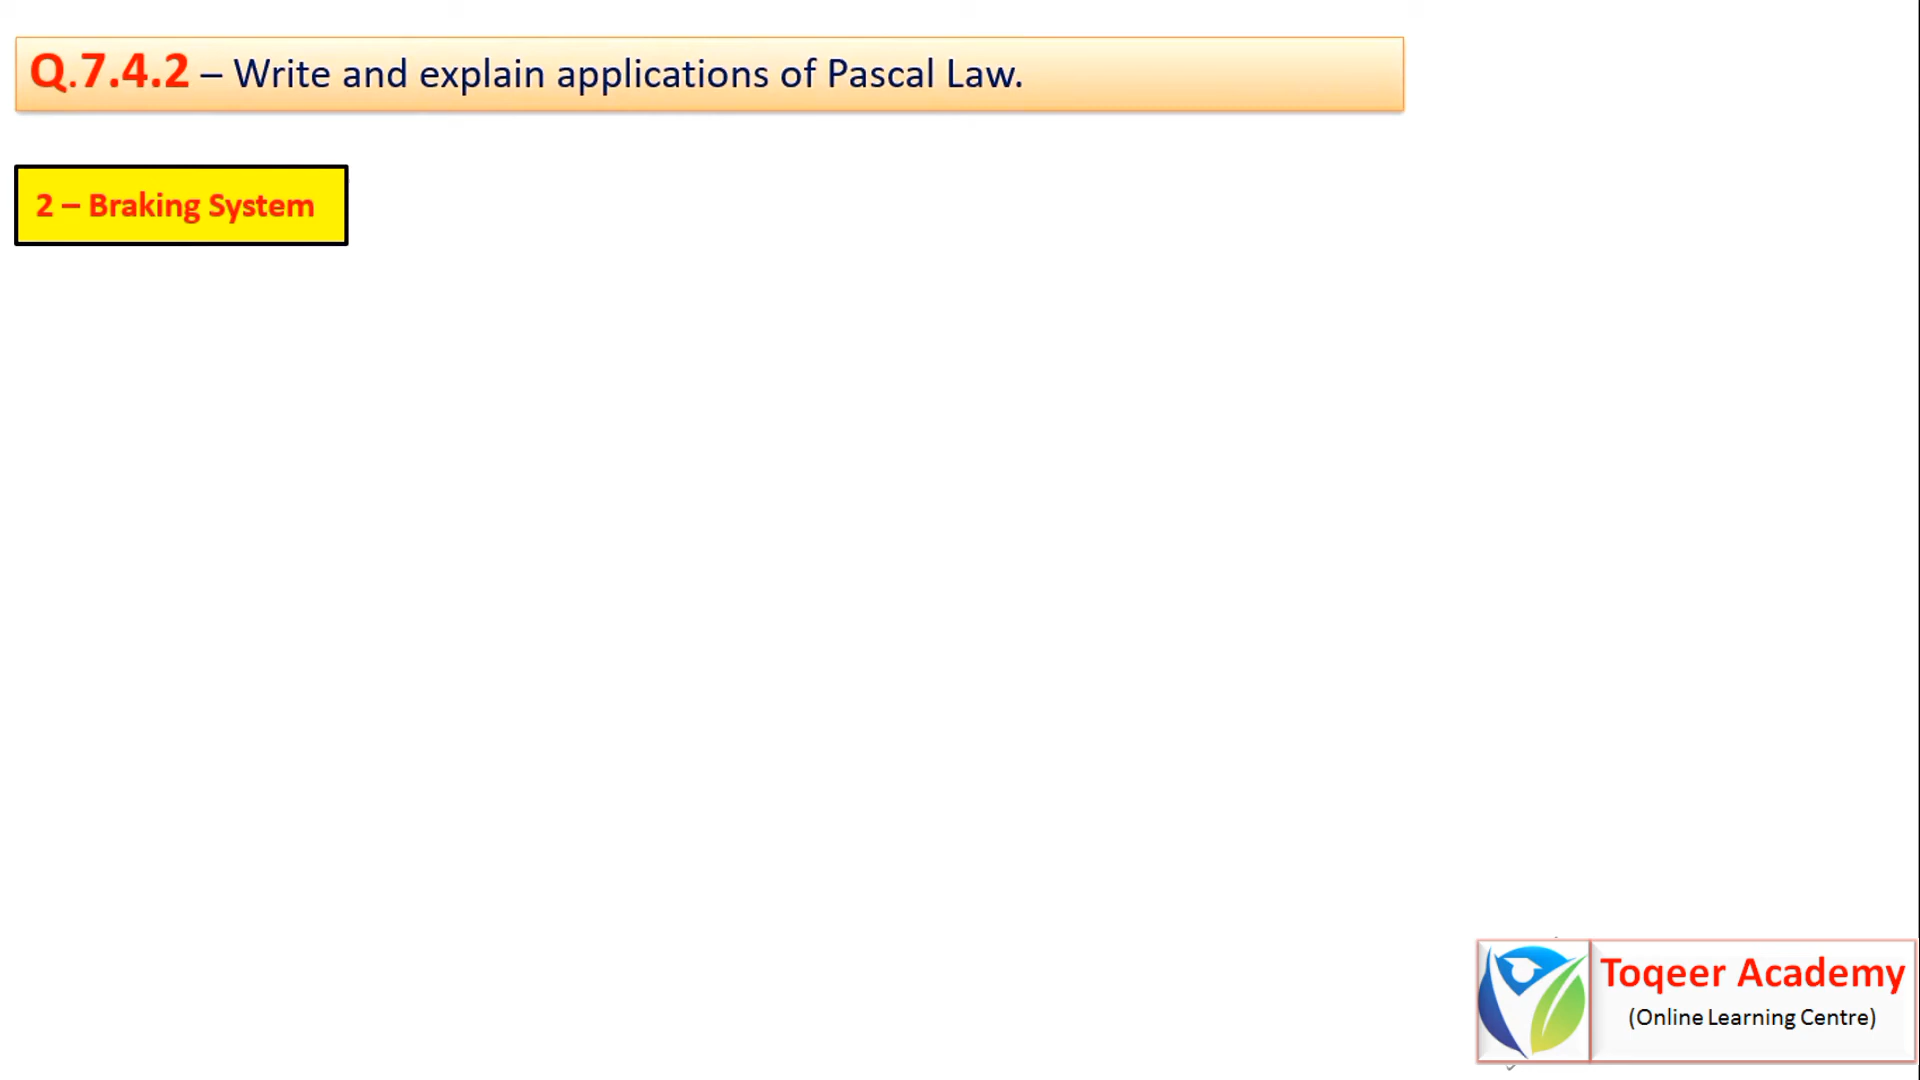 Q.7.4.2 – Write and explain applications of Pascal Law.
2 – Braking System
Toqeer Academy
(Online Learning Centre)